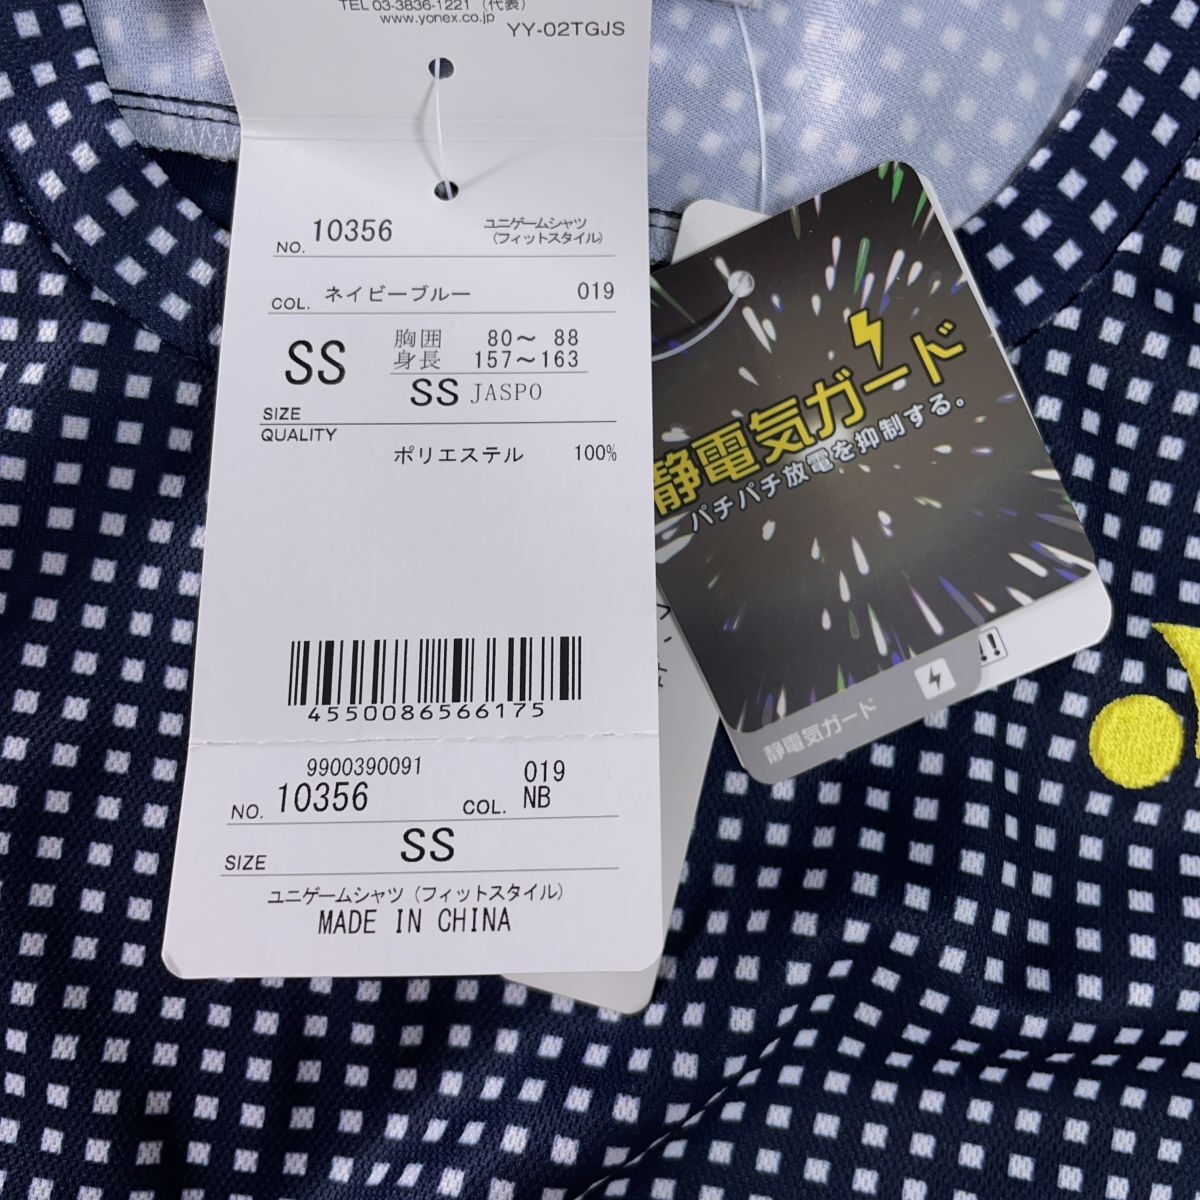 TEL 03-3836-1221（代表）
www.yonex.co.jp
YY-02TGJS
NO. 10356 ユニゲームシャツ
（フィットスタイル）
COL. ネイビーブルー 019
SS
胸囲 80〜 88
身長 157〜163
SS JASPO
SIZE
QUALITY
ポリエステル 100%
4550086566175
9900390091
NO. 10356 COL. 019
NB
SIZE SS
ユニゲームシャツ（フィットスタイル）
MADE IN CHINA
静電気ガード
パチパチ放電を抑制する。
静電気ガード